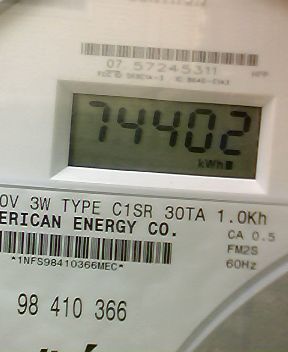 07 57245311
74402
kWh
0V 3W TYPE C1SR 30TA 1.0Kh
ERICAN ENERGY CO.
CA 0.5
FM2S
*1NFS98410366MEC*
60Hz
98 410 366